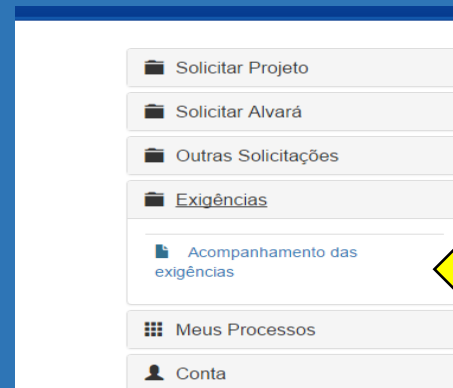 Solicitar Projeto
Solicitar Alvará
Outras Solicitações
Exigências
Acompanhamento das
exigências
Meus Processos
Conta